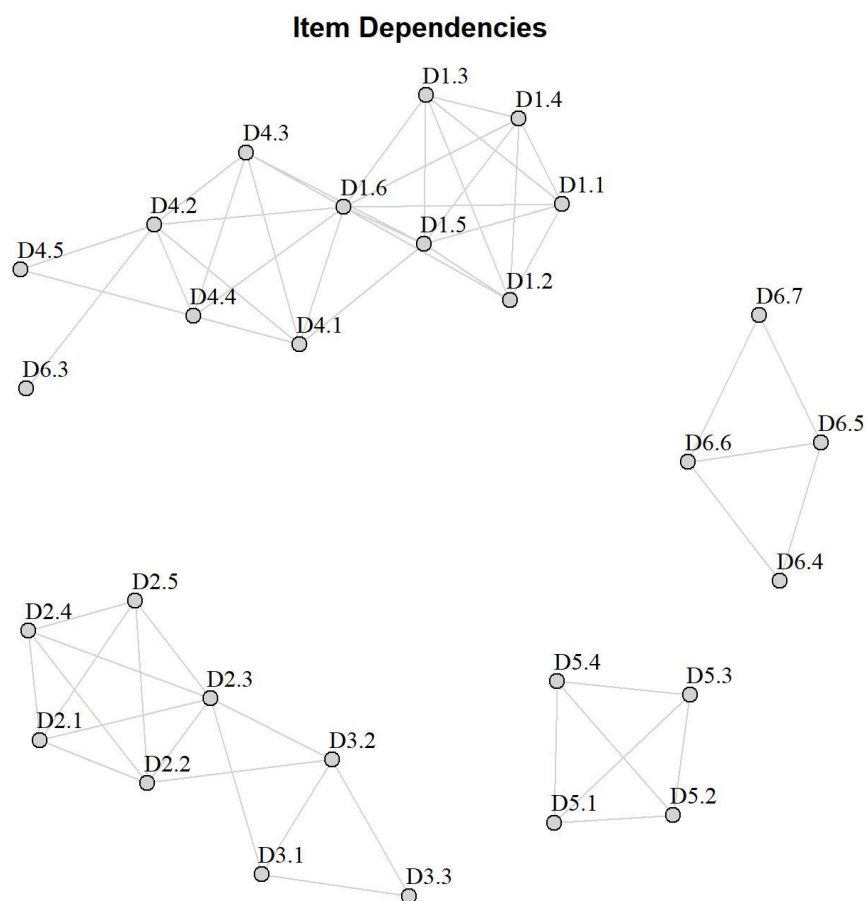 Item Dependencies
D1.3
D1.4
D4.3
D1.6
D1.1
D4.2
D1.5
D4.5
D1.2
D4.4
D4.1
D6.7
D6.3
D6.5
D6.6
D6.4
D2.5
D2.4
D5.4
D5.3
D2.3
D2.1
D3.2
D2.2
D5.2
D5.1
D3.1
D3.3